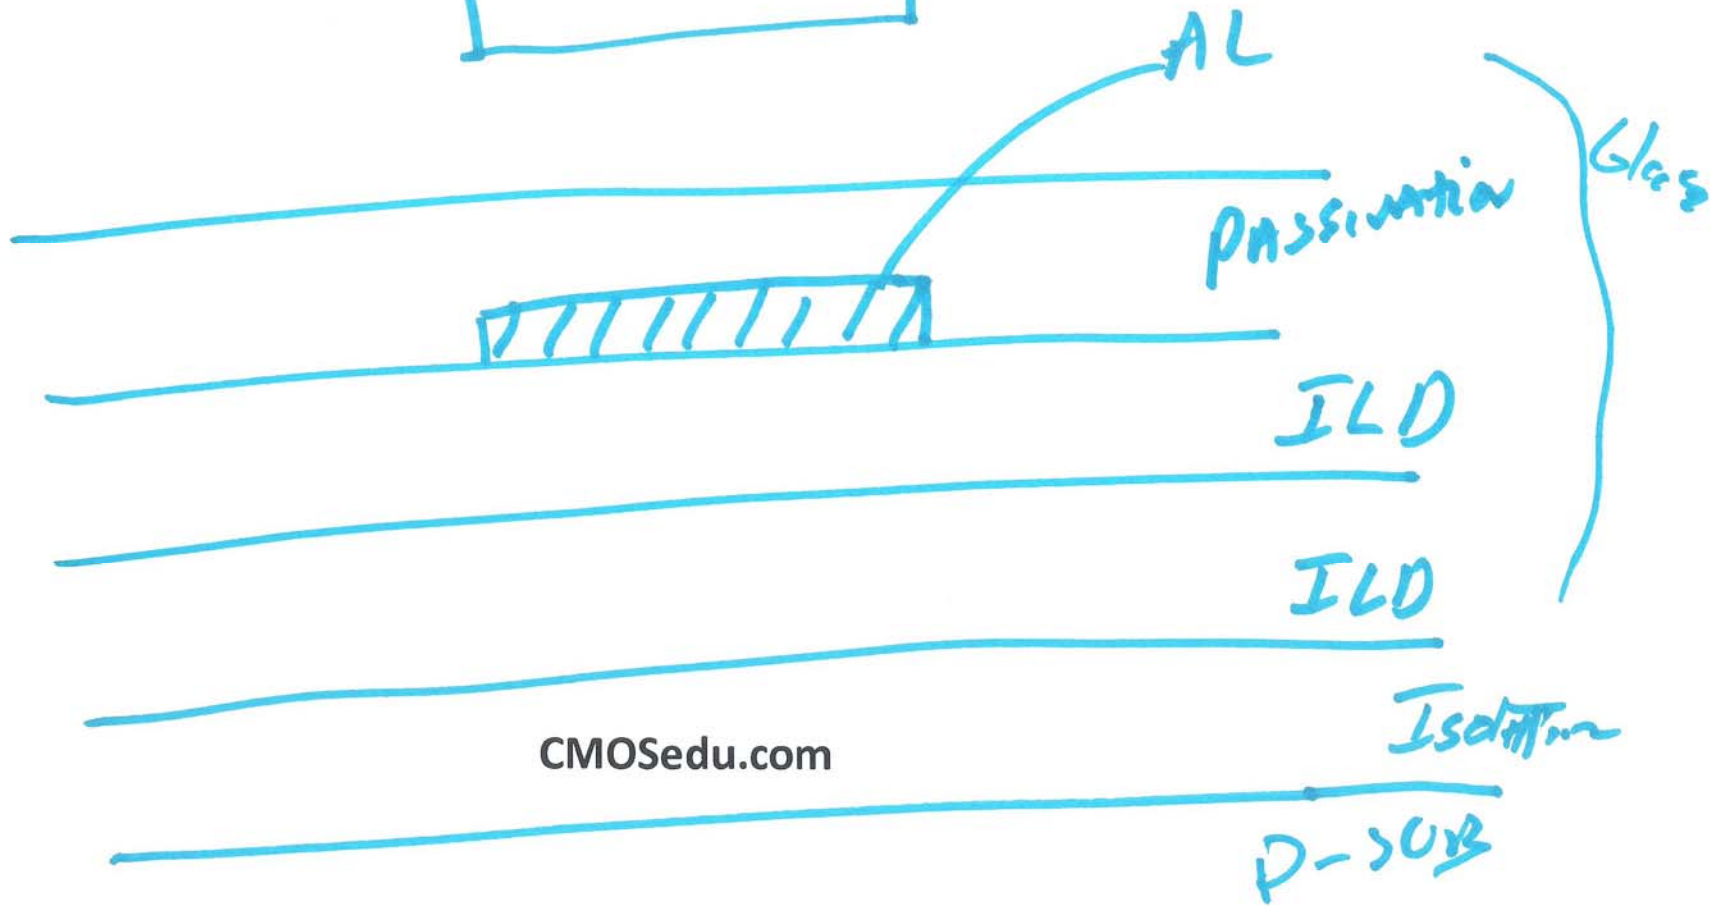 AL
Glass
PASSIVATION
ILD
ILD
Isolation
CMOSedu.com
P-SUB